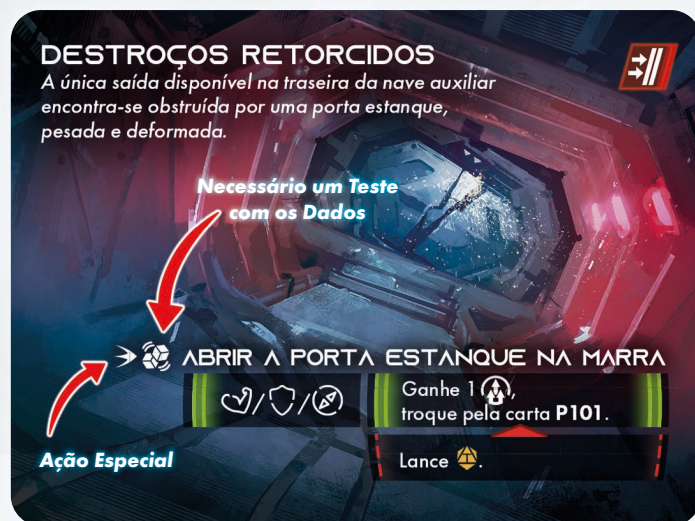 DESTROÇOS RETORCIDOS
A única saída disponível na traseira da nave auxiliar
encontra-se obstruída por uma porta estanque,
pesada e deformada.
Necessário um Teste
com os Dados
ABRIR A PORTA ESTANQUE NA MARRA
Ganhe 1 ,
troque pela carta P101.
Ação Especial
Lance .